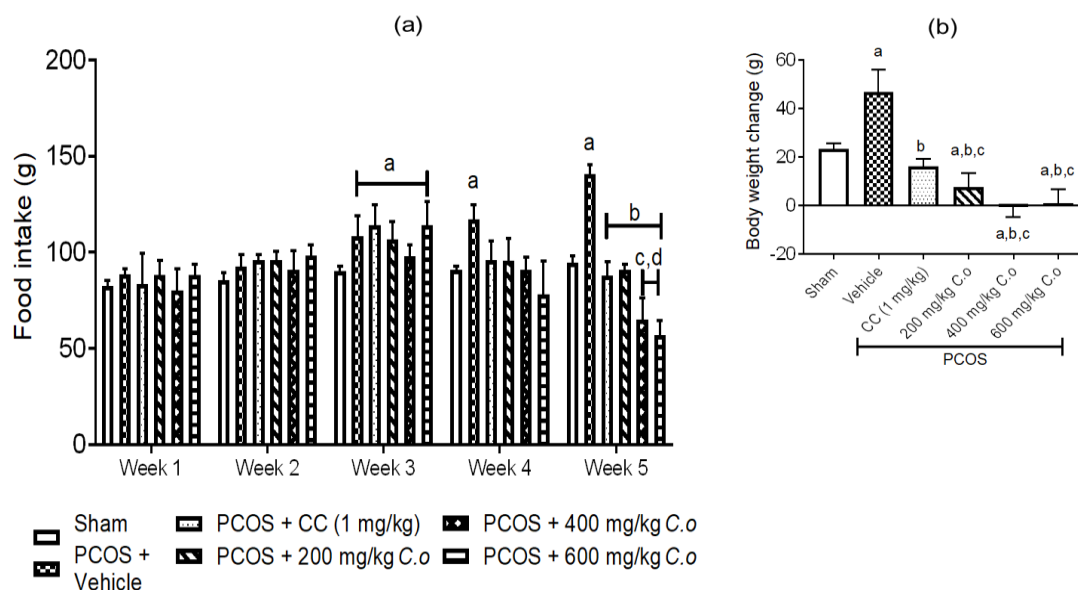 (a)
200
150
100
50
0
Food intake (g)
a
a
a
b
c,d
Week 1
Week 2
Week 3
Week 4
Week 5
Sham
PCOS +
Vehicle
PCOS + CC (1 mg/kg)
PCOS + 200 mg/kg C.o
PCOS + 400 mg/kg C.o
PCOS + 600 mg/kg C.o
(b)
60
40
20
0
-20
Body weight change (g)
a
b
a,b,c
a,b,c
a,b,c
Sham
Vehicle
CC (1 mg/kg)
200 mg/kg C.o
400 mg/kg C.o
600 mg/kg C.o
PCOS